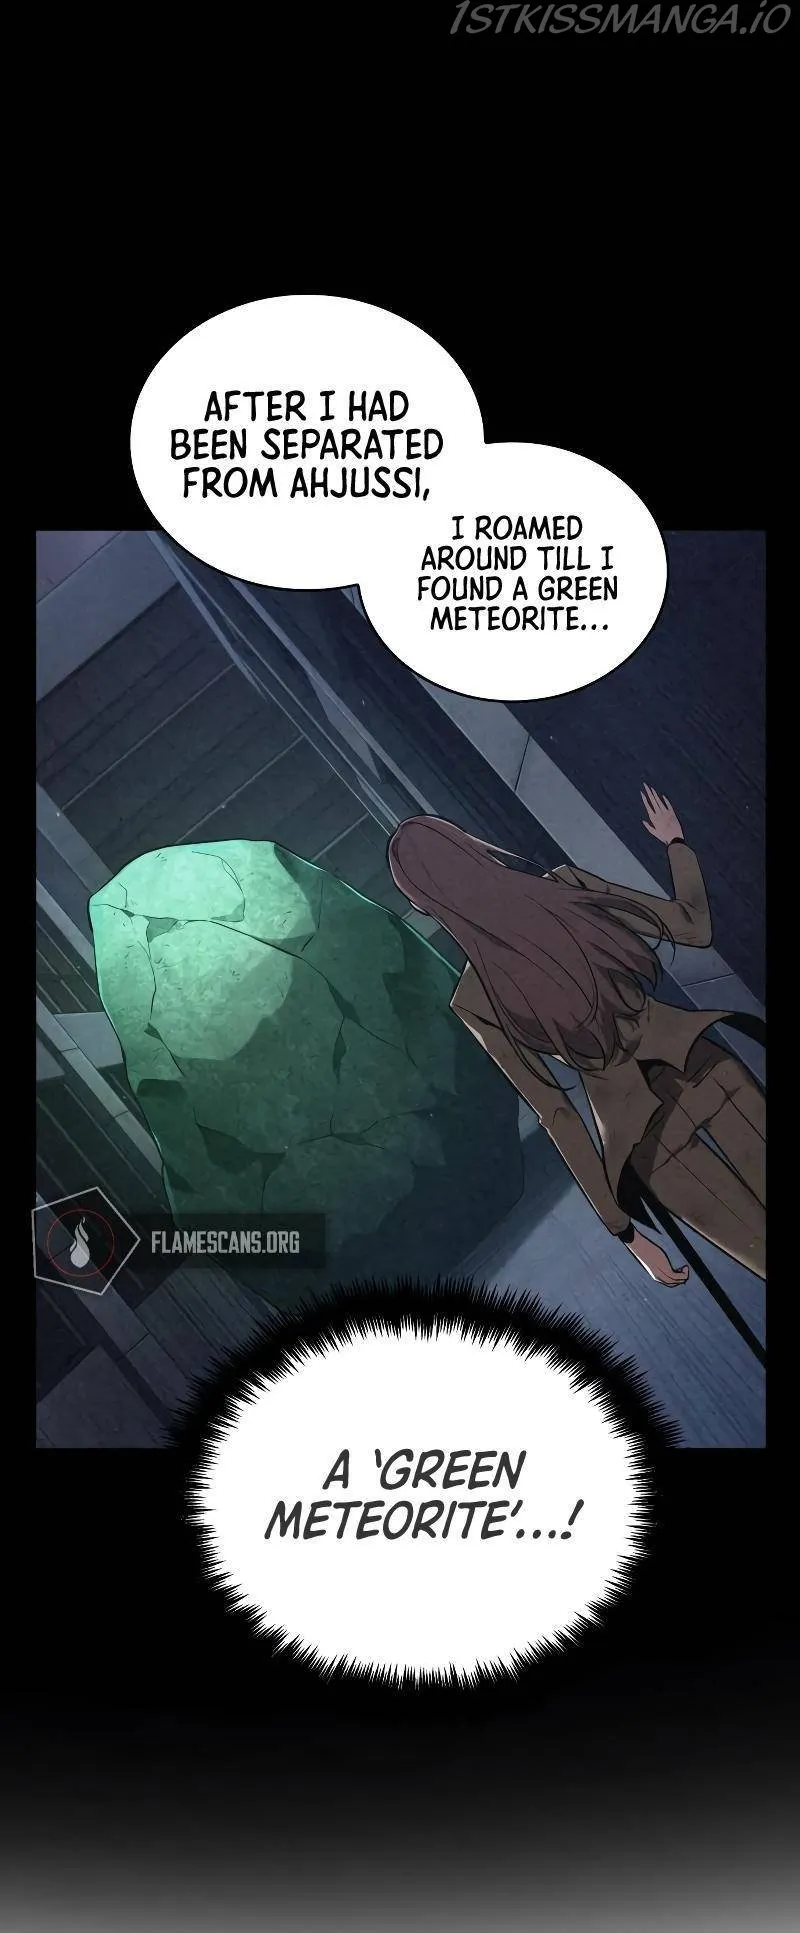 1STKISSMANGA.IO
AFTER I HAD
BEEN SEPARATED
FROM AHJUSSI,
I ROAMED
AROUND TILL I
FOUND A GREEN
METEORITE...
FLAMESCANS.ORG
A 'GREEN
METEORITE'...!